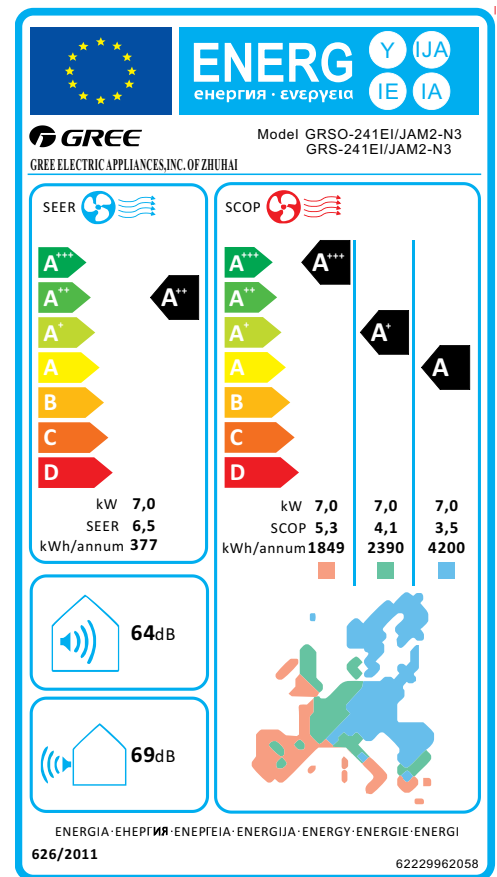 ENERG
енергия · ενεργεια
Y IJA
IE IA
GREE
GREE ELECTRIC APPLIANCES,INC. OF ZHUHAI
Model GRSO-241EI/JAM2-N3
GRS-241EI/JAM2-N3
SEER
A+++
A++
A++
A+
A
B
C
D
kW 7,0
SEER 6,5
kWh/annum 377
SCOP
A+++ A+++
A++
A+ A+
A A
B
C
D
kW 7,0 7,0 7,0
SCOP 5,3 4,1 3,5
kWh/annum 1849 2390 4200
64dB
69dB
ENERGIA·ЕНЕРГИЯ·ΕΝΕΡΓΕΙΑ·ENERGIJA·ENERGY·ENERGIE·ENERGI
626/2011
62229962058